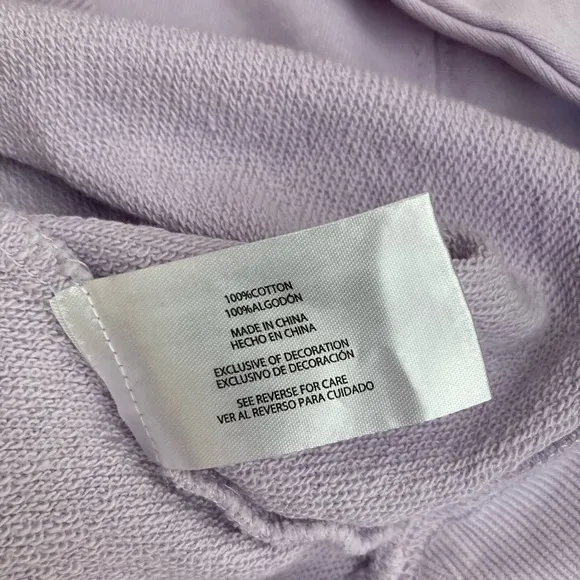 100%COTTON
100%ALGODÓN
MADE IN CHINA
HECHO EN CHINA
EXCLUSIVE OF DECORATION
EXCLUSIVO DE DECORACIÓN
SEE REVERSE FOR CARE
VER AL REVERSO PARA CUIDADO